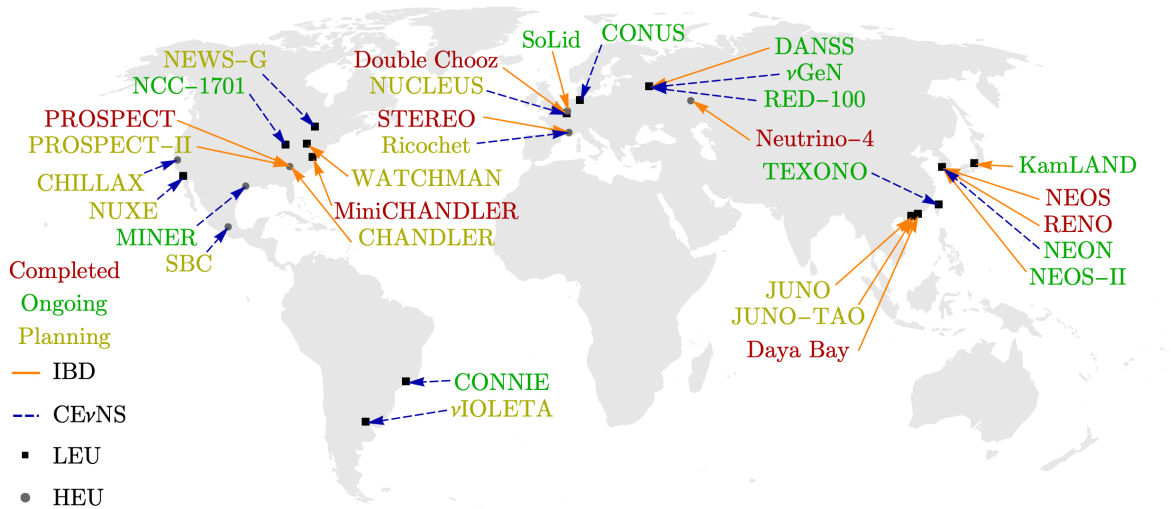 NEWS–G
NCC–1701
PROSPECT
PROSPECT–II
CHILLAX
NUXE
MINER
SBC
WATCHMAN
MiniCHANDLER
CHANDLER
SoLid
CONUS
Double Chooz
NUCLEUS
STEREO
Ricochet
DANSS
νGeN
RED–100
Neutrino–4
TEXONO
KamLAND
NEOS
RENO
NEON
NEOS–II
JUNO
JUNO–TAO
Daya Bay
CONNIE
νIOLETA
Completed
Ongoing
Planning
IBD
CEνNS
LEU
HEU